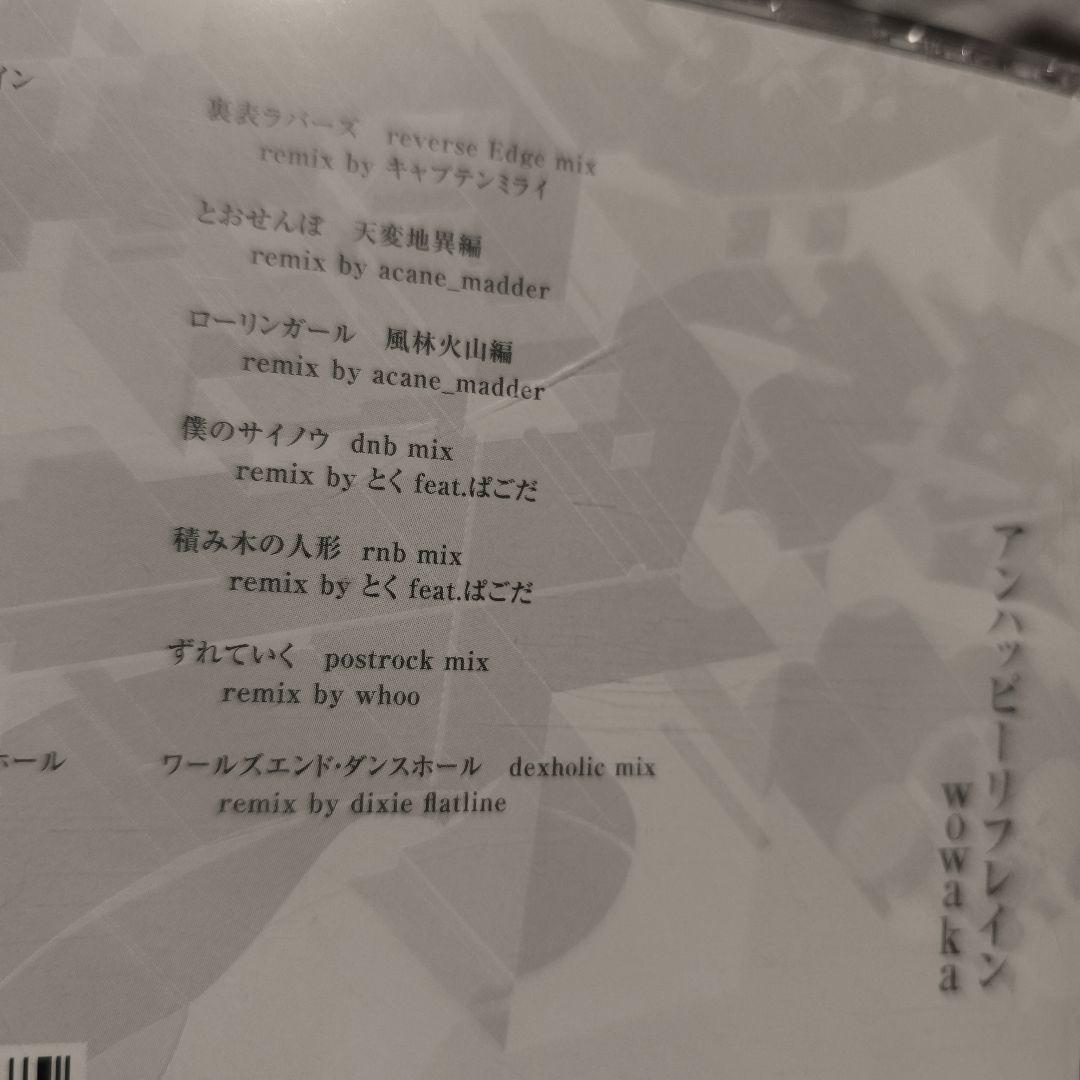 イン
裏表ラバーズ reverse Edge mix
remix by キャプテンミライ
とおせんぼ 天変地異編
remix by acane_madder
ローリンガール 風林火山編
remix by acane_madder
僕のサイノウ dnb mix
remix by とく feat.ぱごだ
積み木の人形 rnb mix
remix by とく feat.ぱごだ
ずれていく postrock mix
remix by whoo
ホール
ワールズエンド・ダンスホール dexholic mix
remix by dixie flatline
アンハッピーリフレイン
wowaka